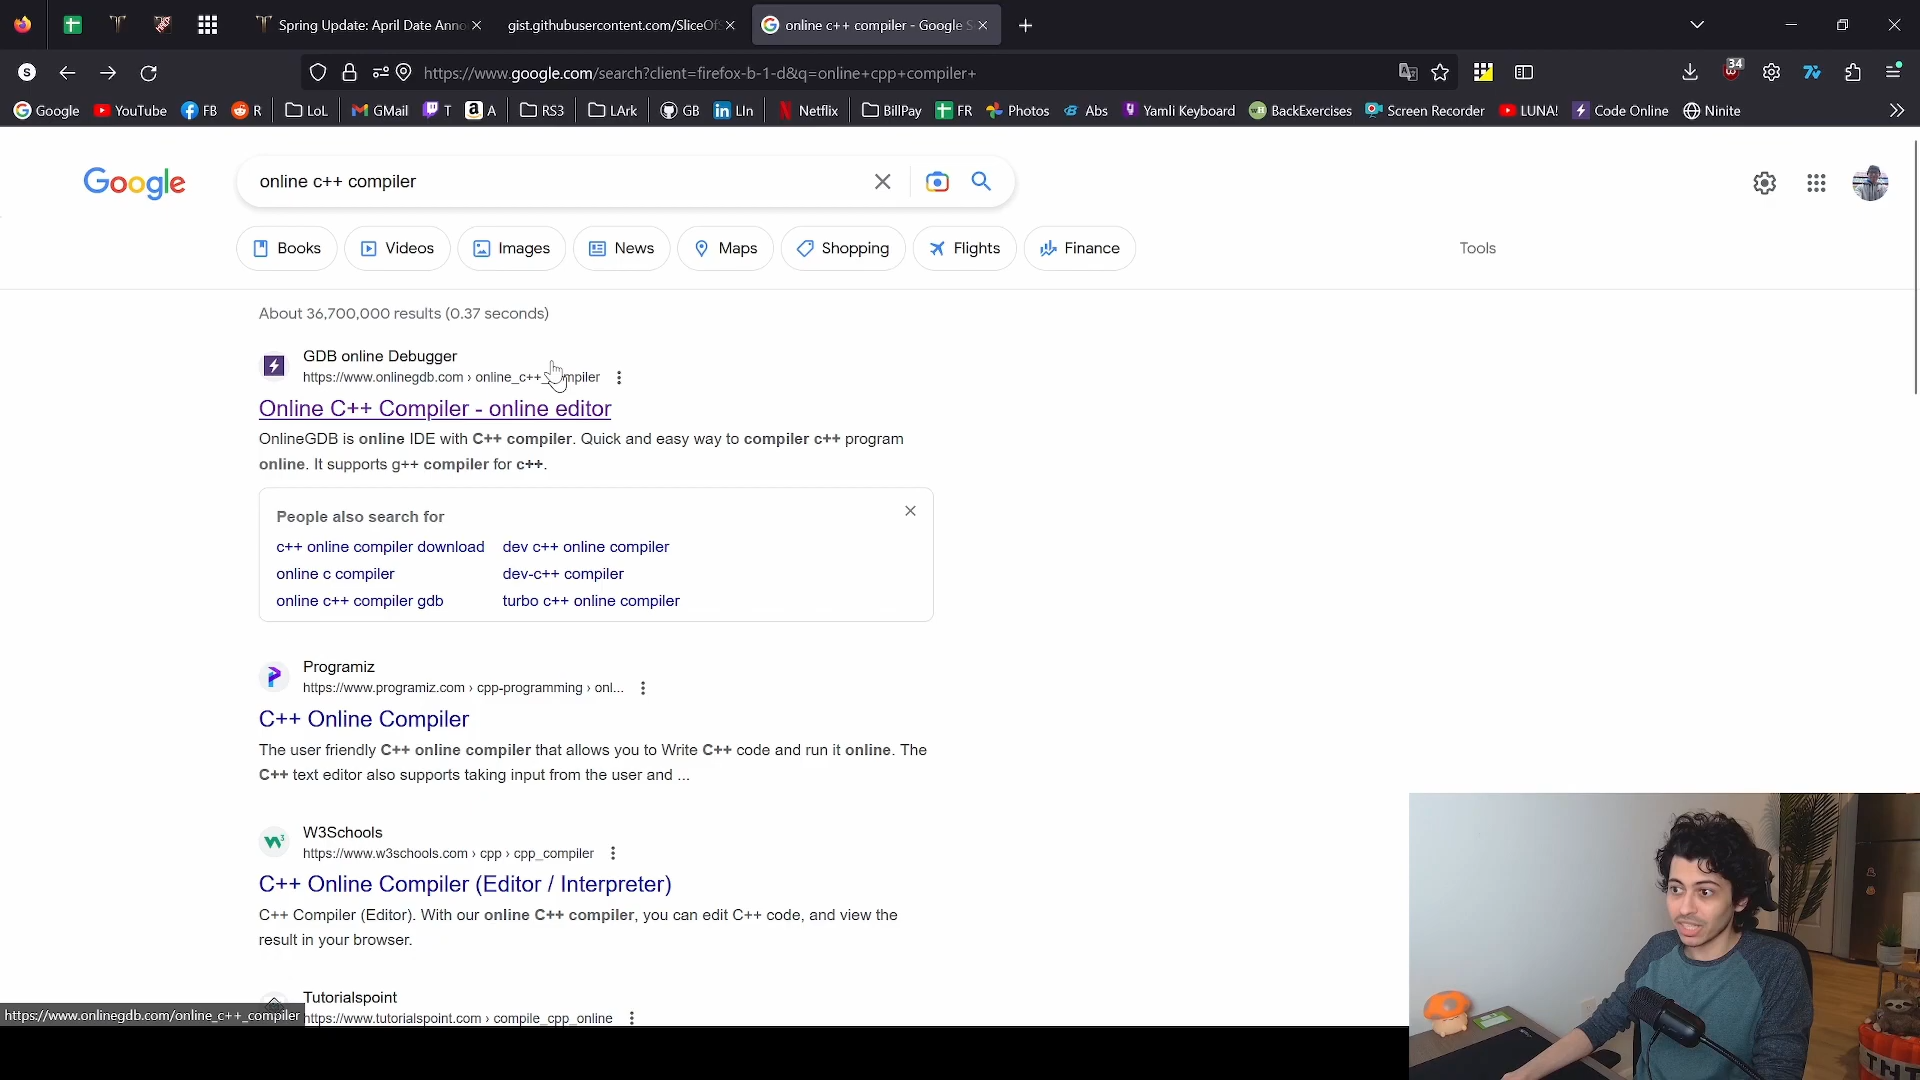 Spring Update: April Date Anno
gist.githubusercontent.com/SliceOf
online c++ compiler - Google S
S
https://www.google.com/search?client=firefox-b-1-d&q=online+cpp+compiler+
34
Google
YouTube
FB
R
LoL
GMail
T
A
RS3
LArk
GB
LIn
Netflix
BillPay
FR
Photos
Abs
Yamli Keyboard
BackExercises
Screen Recorder
LUNA!
Code Online
Ninite
Google
online c++ compiler
Books
Videos
Images
News
Maps
Shopping
Flights
Finance
Tools
About 36,700,000 results (0.37 seconds)
GDB online Debugger
https://www.onlinegdb.com › online_c++_compiler
Online C++ Compiler - online editor
OnlineGDB is online IDE with C++ compiler. Quick and easy way to compiler c++ program
online. It supports g++ compiler for c++.
People also search for
c++ online compiler download
dev c++ online compiler
online c compiler
dev-c++ compiler
online c++ compiler gdb
turbo c++ online compiler
Programiz
https://www.programiz.com › cpp-programming › onl...
C++ Online Compiler
The user friendly C++ online compiler that allows you to Write C++ code and run it online. The
C++ text editor also supports taking input from the user and ...
W3Schools
https://www.w3schools.com › cpp › cpp_compiler
C++ Online Compiler (Editor / Interpreter)
C++ Compiler (Editor). With our online C++ compiler, you can edit C++ code, and view the
result in your browser.
Tutorialspoint
https://www.tutorialspoint.com › compile_cpp_online
https://www.onlinegdb.com/online_c++_compiler
TNT